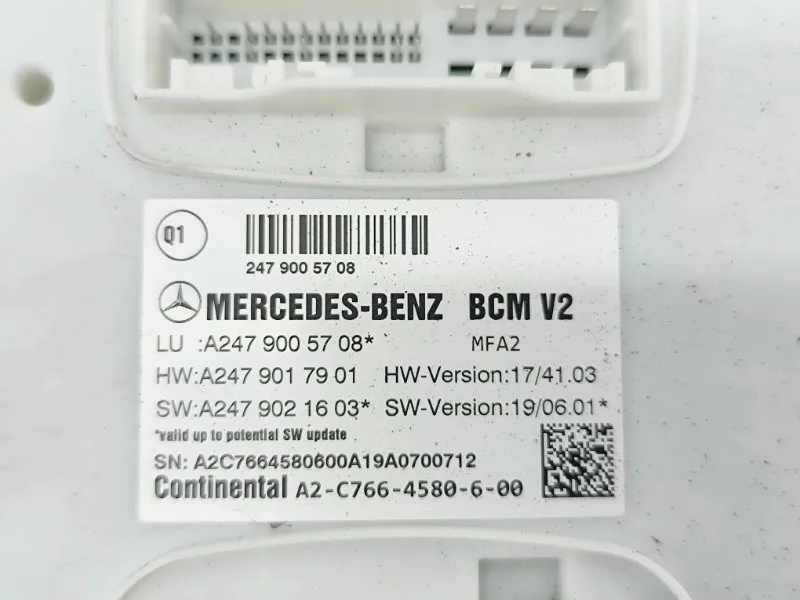 Q1
247 900 57 08
MERCEDES-BENZ BCM V2
LU :A247 900 57 08* MFA2
HW:A247 901 79 01 HW-Version:17/41.03
SW:A247 902 16 03* SW-Version:19/06.01*
*valid up to potential SW update
SN: A2C7664580600A19A0700712
Continental A2-C766-4580-6-00